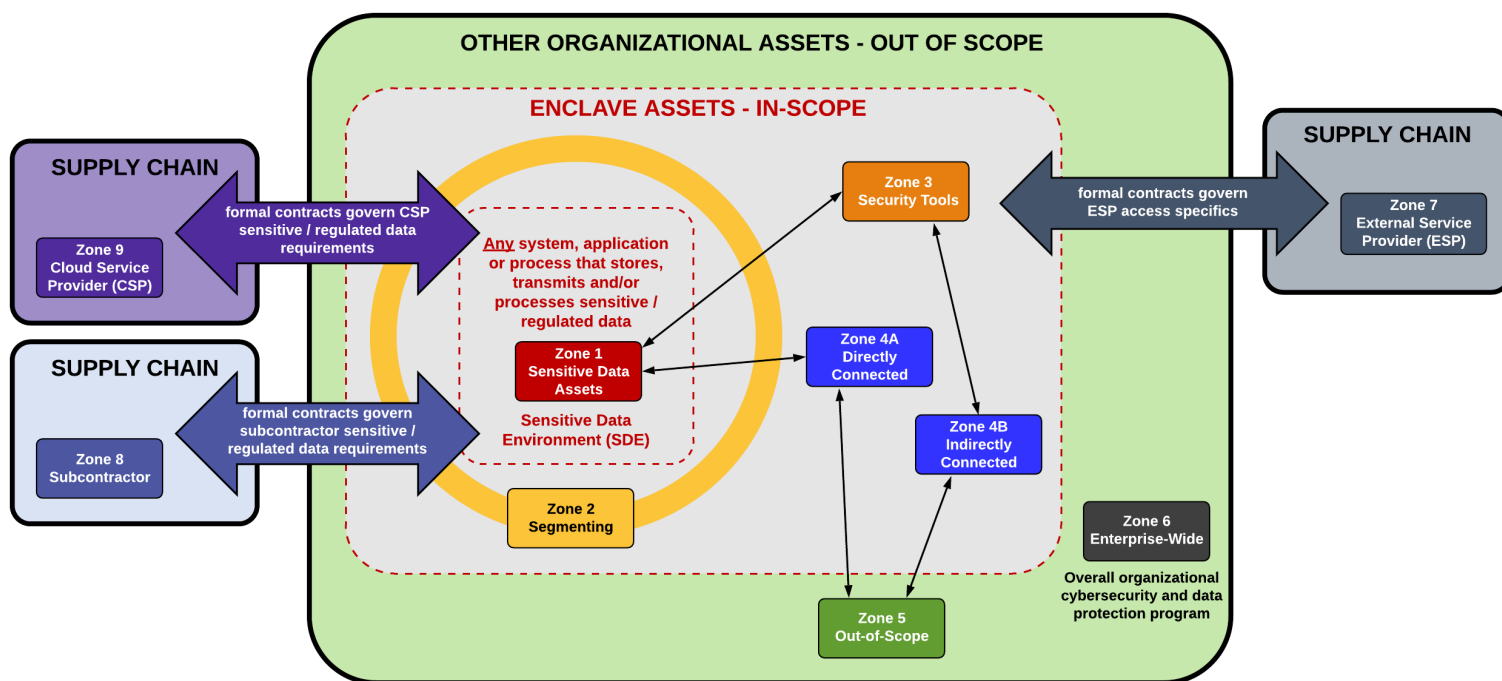 OTHER ORGANIZATIONAL ASSETS - OUT OF SCOPE
ENCLAVE ASSETS - IN-SCOPE
SUPPLY CHAIN
formal contracts govern CSP
sensitive / regulated data
requirements
Zone 9
Cloud Service
Provider (CSP)
SUPPLY CHAIN
formal contracts govern
subcontractor sensitive /
regulated data requirements
Zone 8
Subcontractor
Any system, application
or process that stores,
transmits and/or
processes sensitive /
regulated data
Zone 1
Sensitive Data
Assets
Sensitive Data
Environment (SDE)
Zone 2
Segmenting
Zone 3
Security Tools
Zone 4A
Directly
Connected
Zone 4B
Indirectly
Connected
Zone 5
Out-of-Scope
Zone 6
Enterprise-Wide
Overall organizational
cybersecurity and data
protection program
SUPPLY CHAIN
formal contracts govern
ESP access specifics
Zone 7
External Service
Provider (ESP)